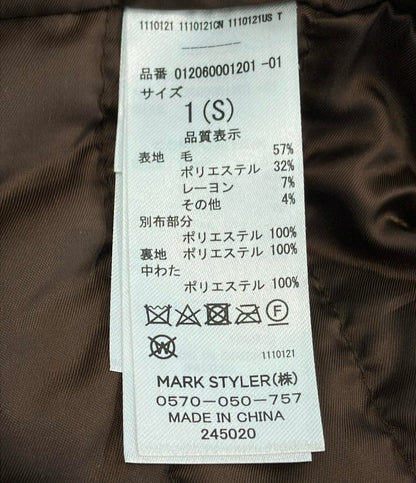 1110121 1110121CN 1110121US T
品番 012060001201 -01
サイズ
1(S)
品質表示
表地 毛 57%
ポリエステル 32%
レーヨン 7%
その他 4%
別布部分
ポリエステル 100%
裏地 ポリエステル 100%
中わた
ポリエステル 100%
F
W
1110121
MARK STYLER(株)
0570-050-757
MADE IN CHINA
245020